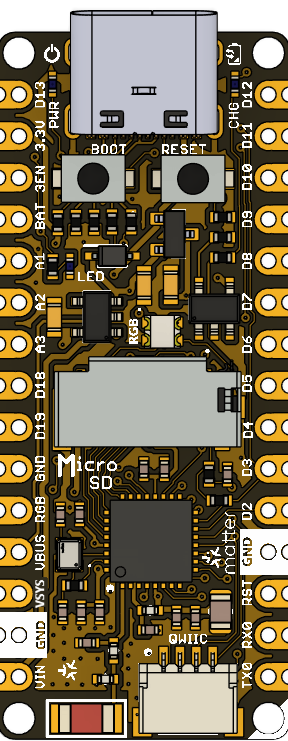 D13
PWR
CHG
D12
3.3V
D11
BOOT
RESET
3EN
D10
BAT
D9
A1
D8
LED
A2
D7
RGB
A3
D6
D18
D5
D19
D4
Micro
SD
GND
D3
RGB
D2
VBUS
matter
GND
VSYS
RST
GND
QWIIC
RX0
VIN
TX0